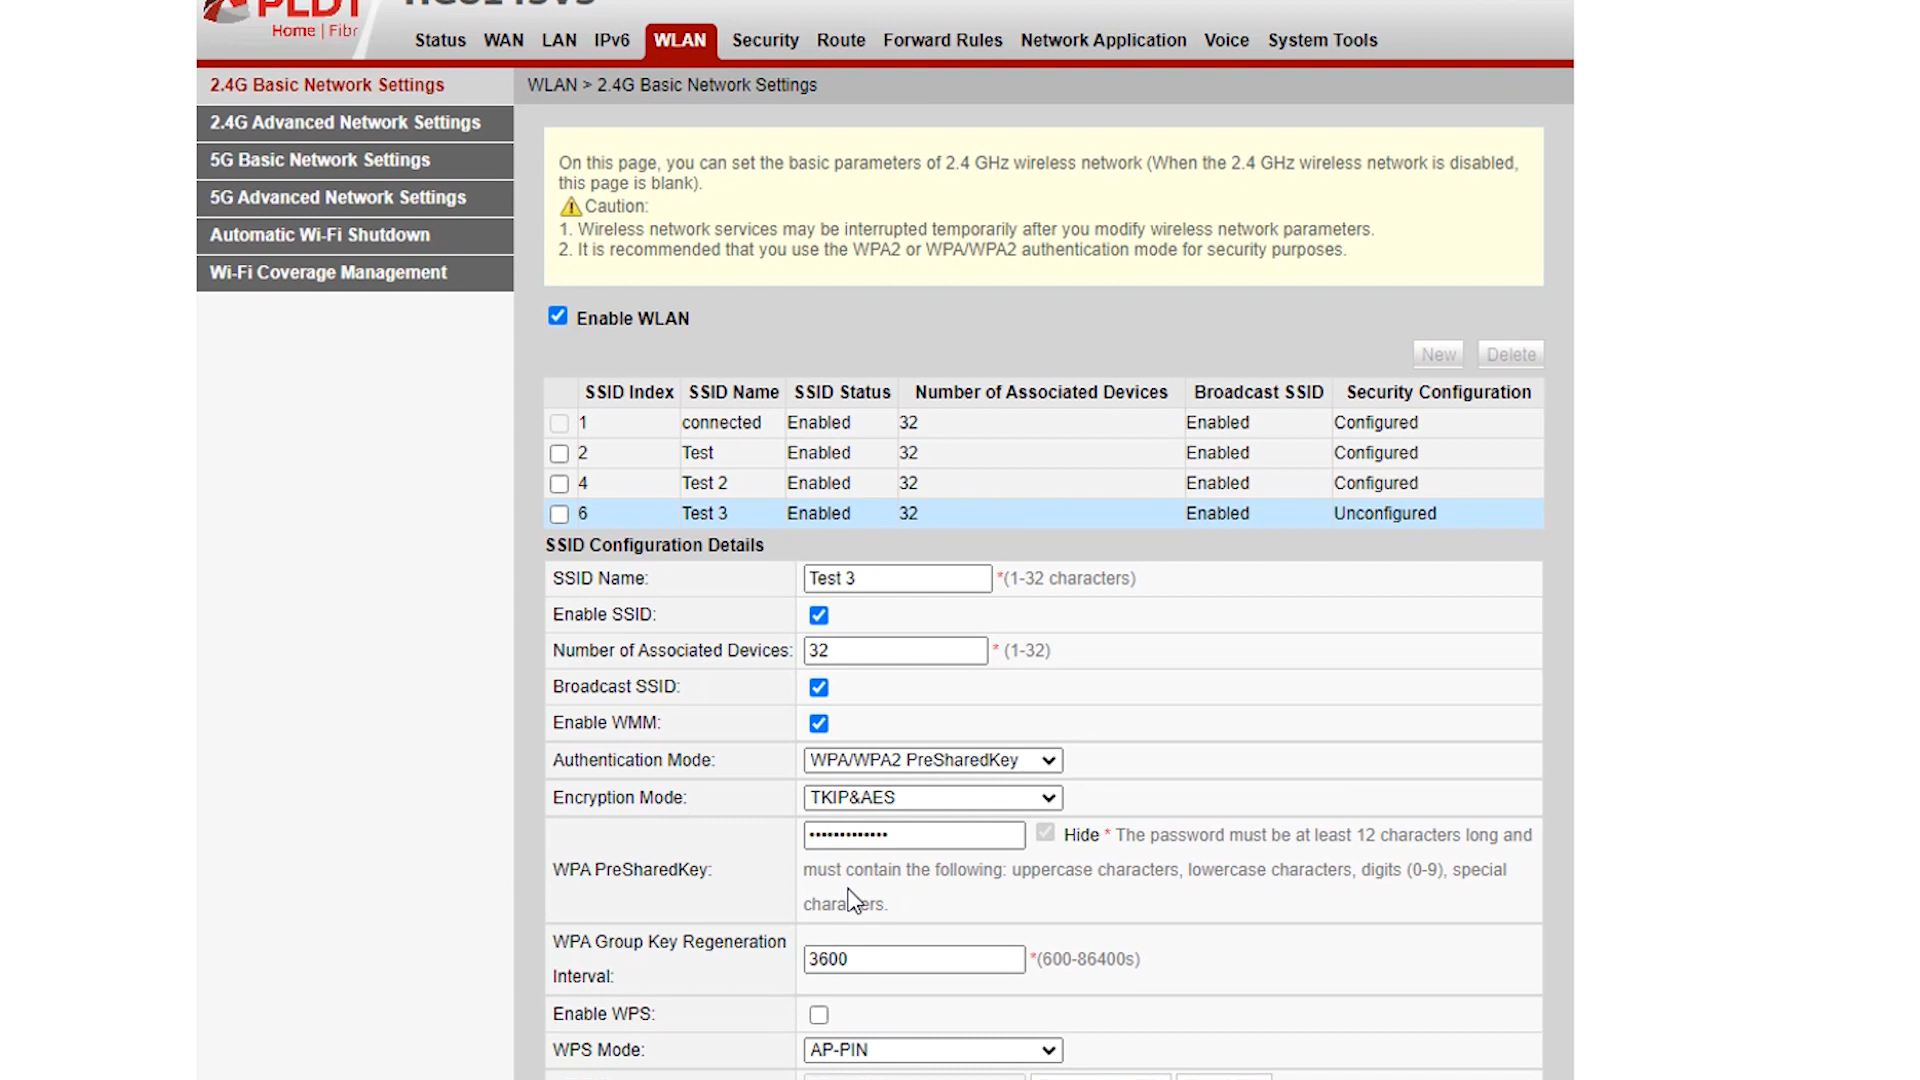 PLDT
Home | Fibr
Status WAN LAN IPv6 WLAN Security Route Forward Rules Network Application Voice System Tools
2.4G Basic Network Settings
2.4G Advanced Network Settings
5G Basic Network Settings
5G Advanced Network Settings
Automatic Wi-Fi Shutdown
Wi-Fi Coverage Management
WLAN > 2.4G Basic Network Settings
On this page, you can set the basic parameters of 2.4 GHz wireless network (When the 2.4 GHz wireless network is disabled,
this page is blank).
Caution:
1. Wireless network services may be interrupted temporarily after you modify wireless network parameters.
2. It is recommended that you use the WPA2 or WPA/WPA2 authentication mode for security purposes.
Enable WLAN
New Delete
SSID Index SSID Name SSID Status Number of Associated Devices Broadcast SSID Security Configuration
1 connected Enabled 32 Enabled Configured
2 Test Enabled 32 Enabled Configured
4 Test 2 Enabled 32 Enabled Configured
6 Test 3 Enabled 32 Enabled Unconfigured
SSID Configuration Details
SSID Name: Test 3 *(1-32 characters)
Enable SSID:
Number of Associated Devices: 32 * (1-32)
Broadcast SSID:
Enable WMM:
Authentication Mode: WPA/WPA2 PreSharedKey
Encryption Mode: TKIP&AES
WPA PreSharedKey: ••••••••••••• Hide * The password must be at least 12 characters long and
must contain the following: uppercase characters, lowercase characters, digits (0-9), special
characters.
WPA Group Key Regeneration
Interval: 3600 *(600-86400s)
Enable WPS:
WPS Mode: AP-PIN